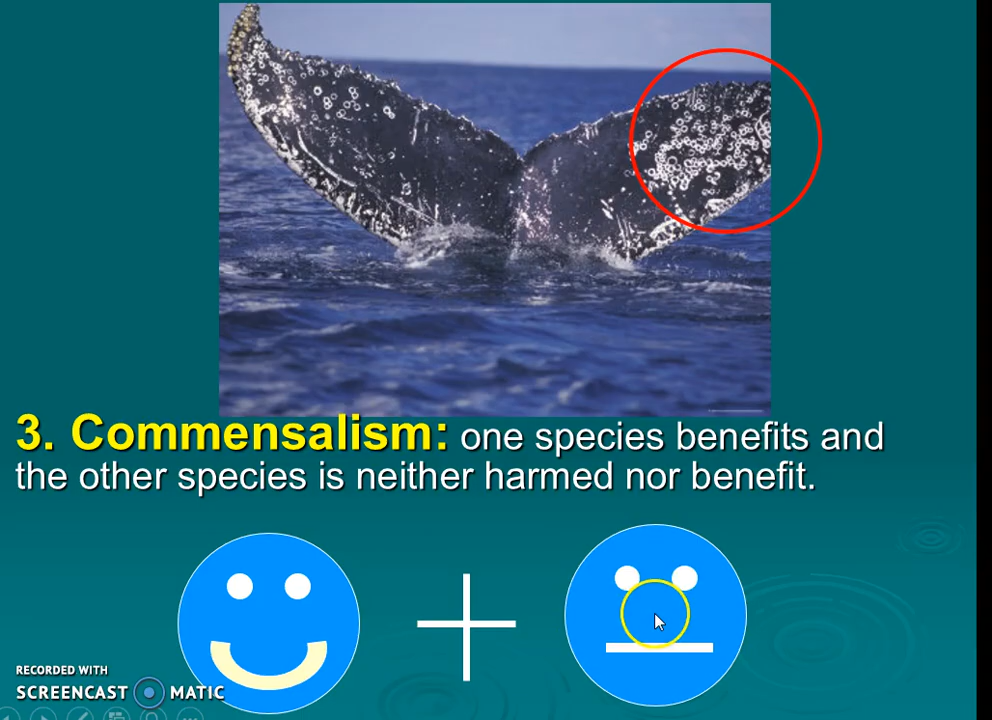 3. Commensalism: one species benefits and
the other species is neither harmed nor benefit.
RECORDED WITH
SCREENCAST MATIC